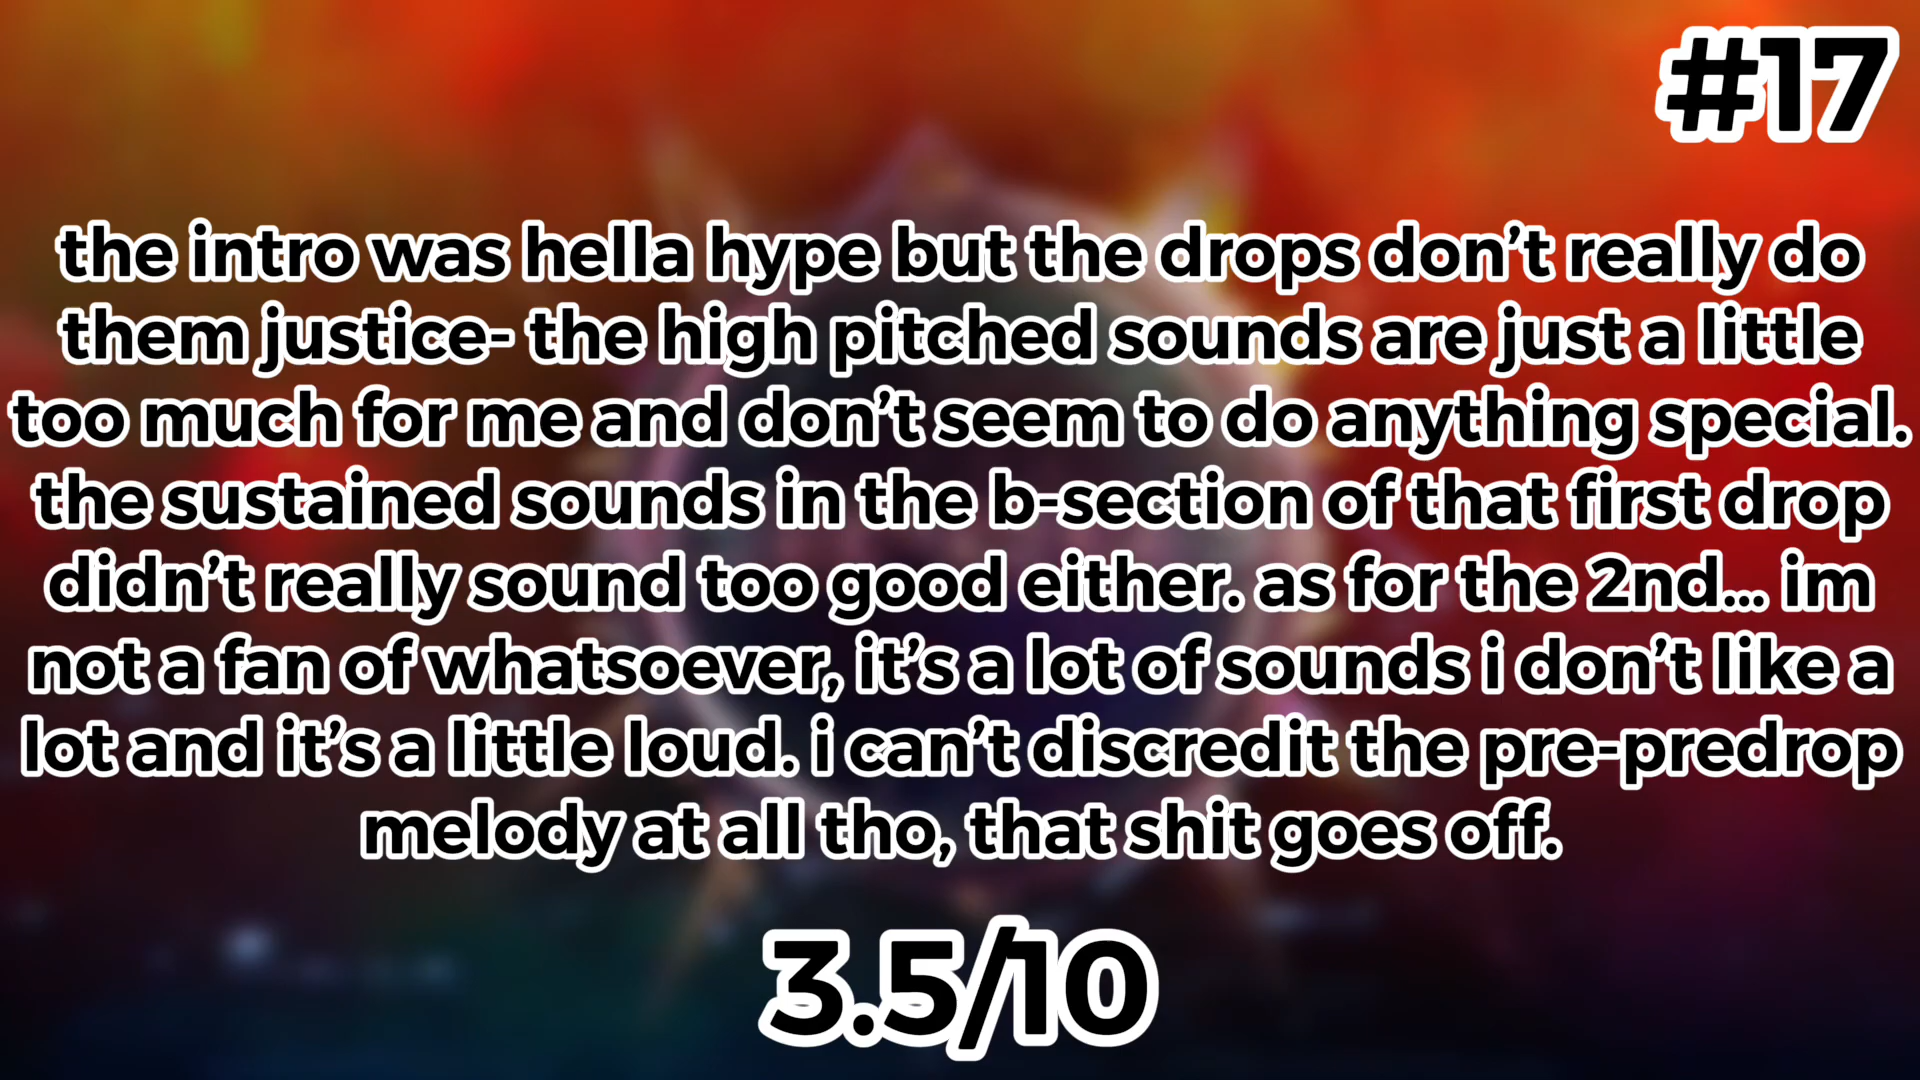 #17
the intro was hella hype but the drops don’t really do
them justice- the high pitched sounds are just a little
too much for me and don’t seem to do anything special.
the sustained sounds in the b-section of that first drop
didn’t really sound too good either. as for the 2nd... im
not a fan of whatsoever, it’s a lot of sounds i don’t like a
lot and it’s a little loud. i can’t discredit the pre-predrop
melody at all tho, that shit goes off.
3.5/10